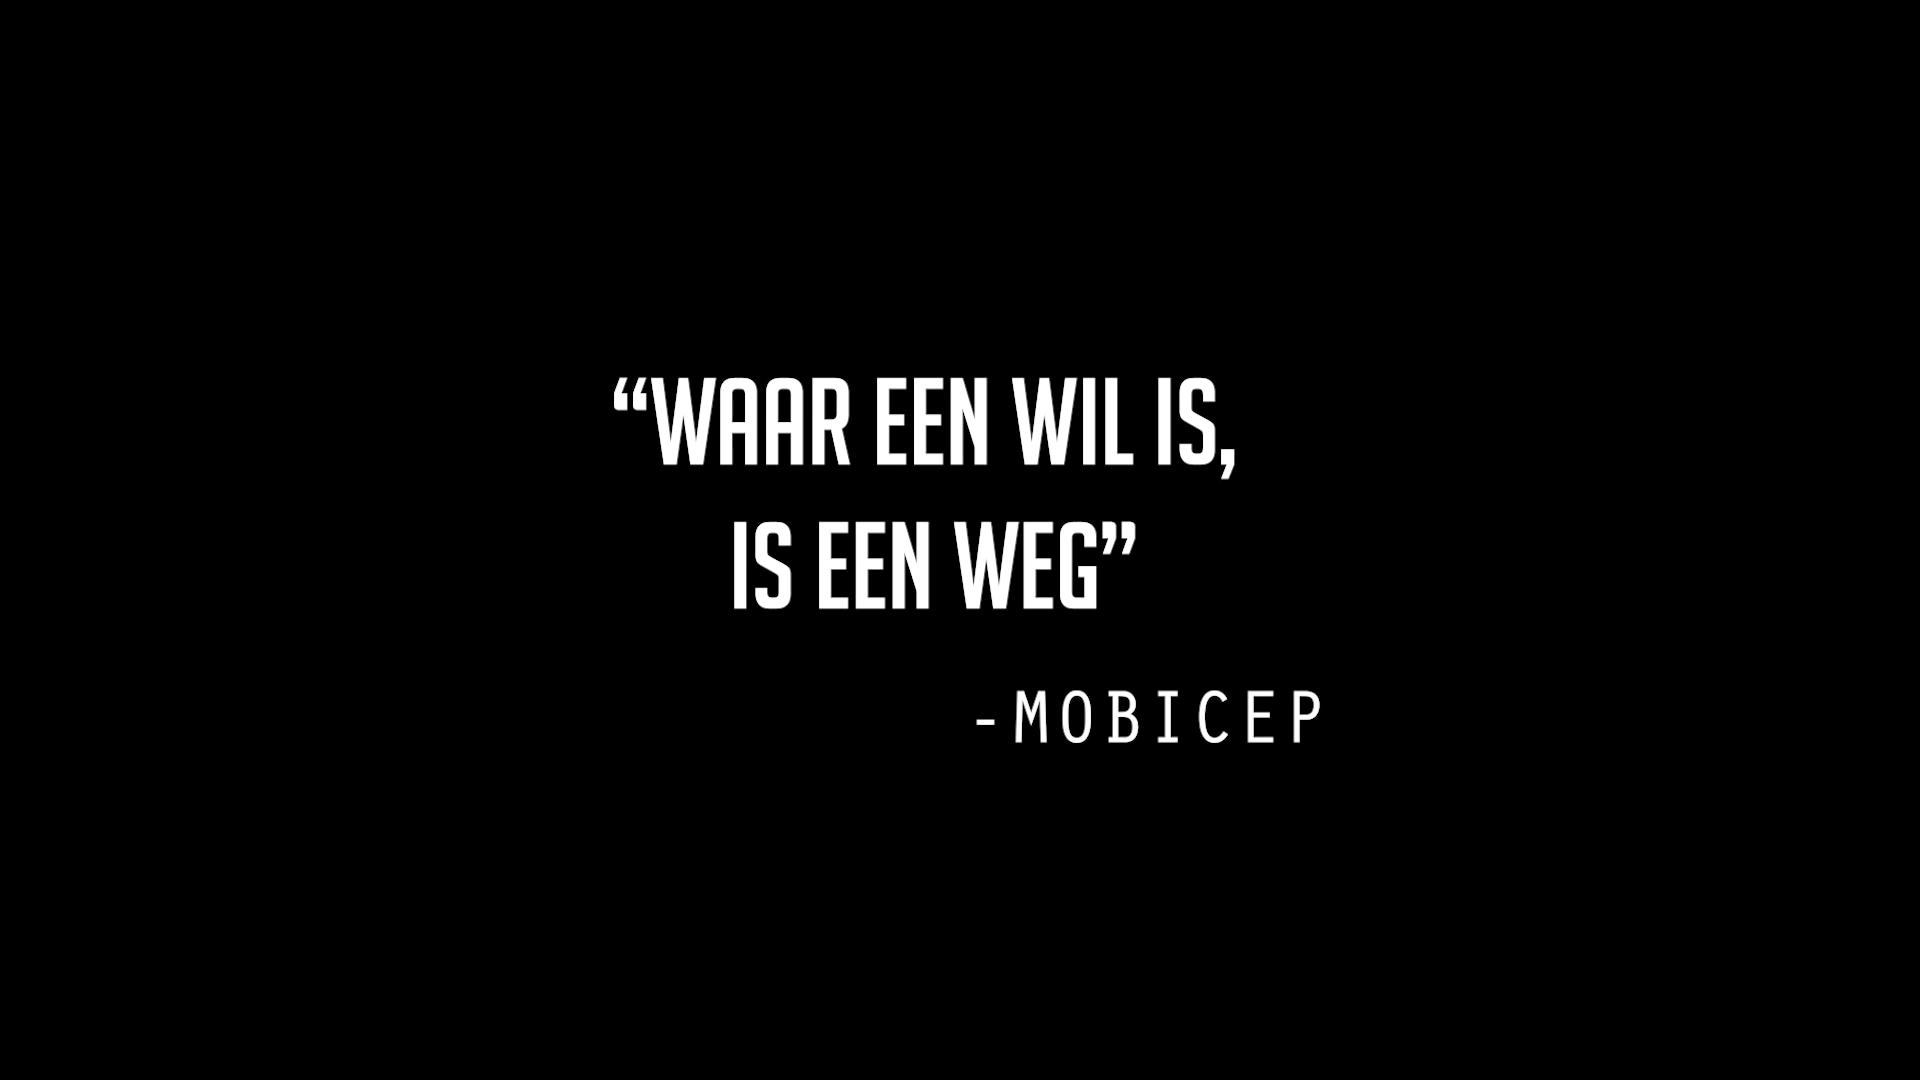 “WAAR EEN WIL IS,
IS EEN WEG”
-MOBICEP